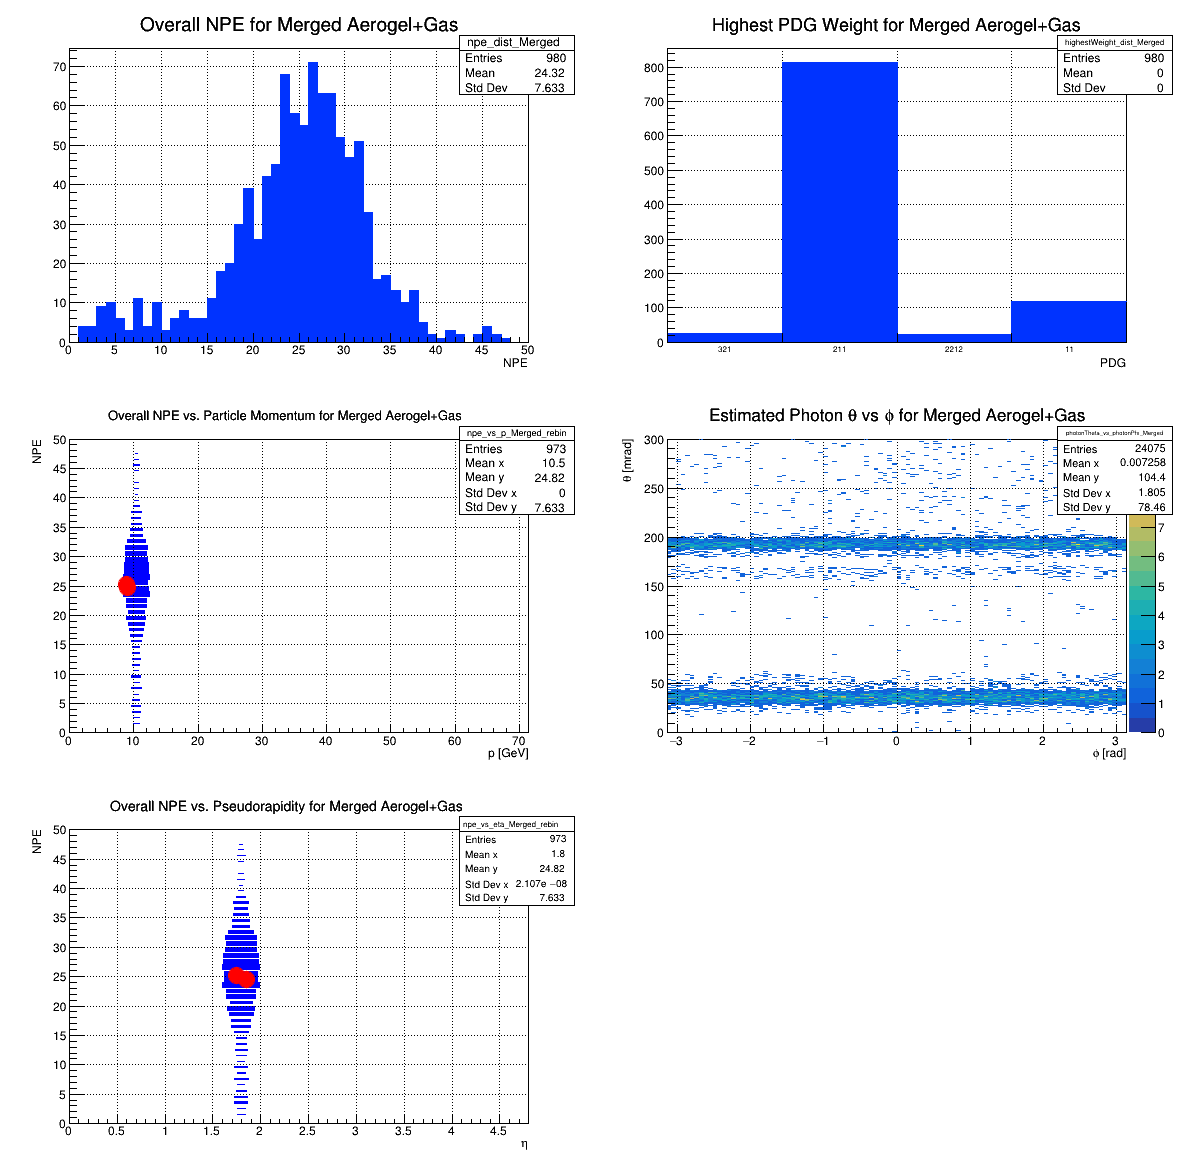 Overall NPE for Merged Aerogel+Gas
npe_dist_Merged
Entries 980
Mean 24.32
Std Dev 7.633
70
60
50
40
30
20
10
0
0 5 10 15 20 25 30 35 40 45 50
NPE
Highest PDG Weight for Merged Aerogel+Gas
highestWeight_dist_Merged
Entries 980
Mean 0
Std Dev 0
800
700
600
500
400
300
200
100
0
321 211 2212 11
PDG
Overall NPE vs. Particle Momentum for Merged Aerogel+Gas
npe_vs_p_Merged_rebin
Entries 973
Mean x 10.5
Mean y 24.82
Std Dev x 0
Std Dev y 7.633
NPE
50
45
40
35
30
25
20
15
10
5
0
0 10 20 30 40 50 60 70
p [GeV]
Estimated Photon θ vs ϕ for Merged Aerogel+Gas
photonTheta_vs_photonPhi_Merged
Entries 24075
Mean x 0.007258
Mean y 104.4
Std Dev x 1.805
Std Dev y 78.46
θ [mrad]
300
250
200
150
100
50
0
−3 −2 −1 0 1 2 3
ϕ [rad]
7
6
5
4
3
2
1
0
Overall NPE vs. Pseudorapidity for Merged Aerogel+Gas
npe_vs_eta_Merged_rebin
Entries 973
Mean x 1.8
Mean y 24.82
Std Dev x 2.107e −08
Std Dev y 7.633
NPE
50
45
40
35
30
25
20
15
10
5
0
0 0.5 1 1.5 2 2.5 3 3.5 4 4.5
η